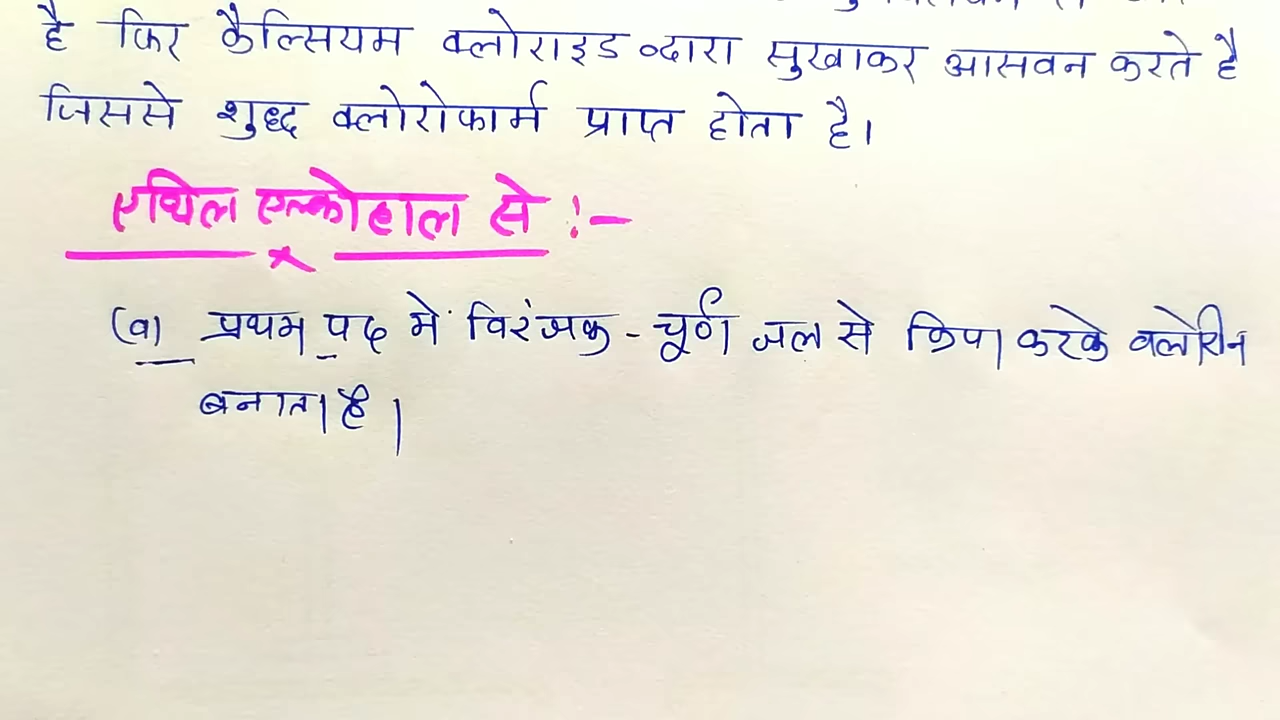 है फिर कैल्सियम क्लोराइड व्दारा सुखाकर आसवन करते है
जिससे शुध्द क्लोरोफार्म प्राप्त होता है।
एथिल एल्कोहाल से :-
(a) प्रथम पद में विरंजक - चूर्ण जल से क्रिया करके क्लोरीन
बनाता है।